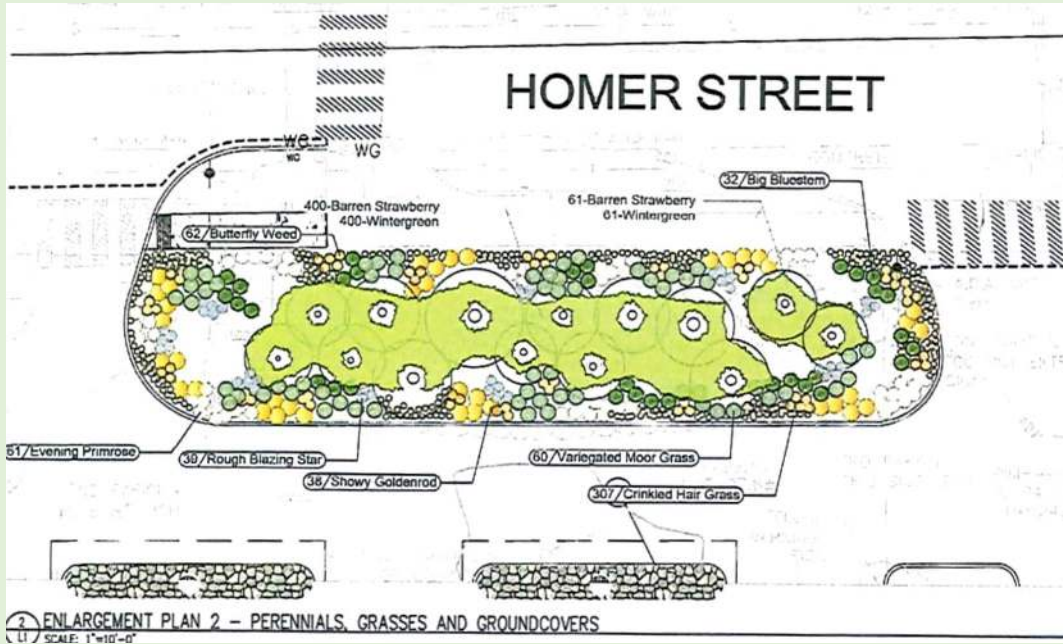 HOMER STREET
WG
WG
WG
32/Big Bluestem
400-Barren Strawberry
400-Wintergreen
61-Barren Strawberry
61-Wintergreen
62/Butterfly Weed
61/Evening Primrose
39/Rough Blazing Star
38/Showy Goldenrod
60/Variegated Moor Grass
307/Crinkled Hair Grass
2
L1
ENLARGEMENT PLAN 2 - PERENNIALS, GRASSES AND GROUNDCOVERS
SCALE: 1"=10'-0"